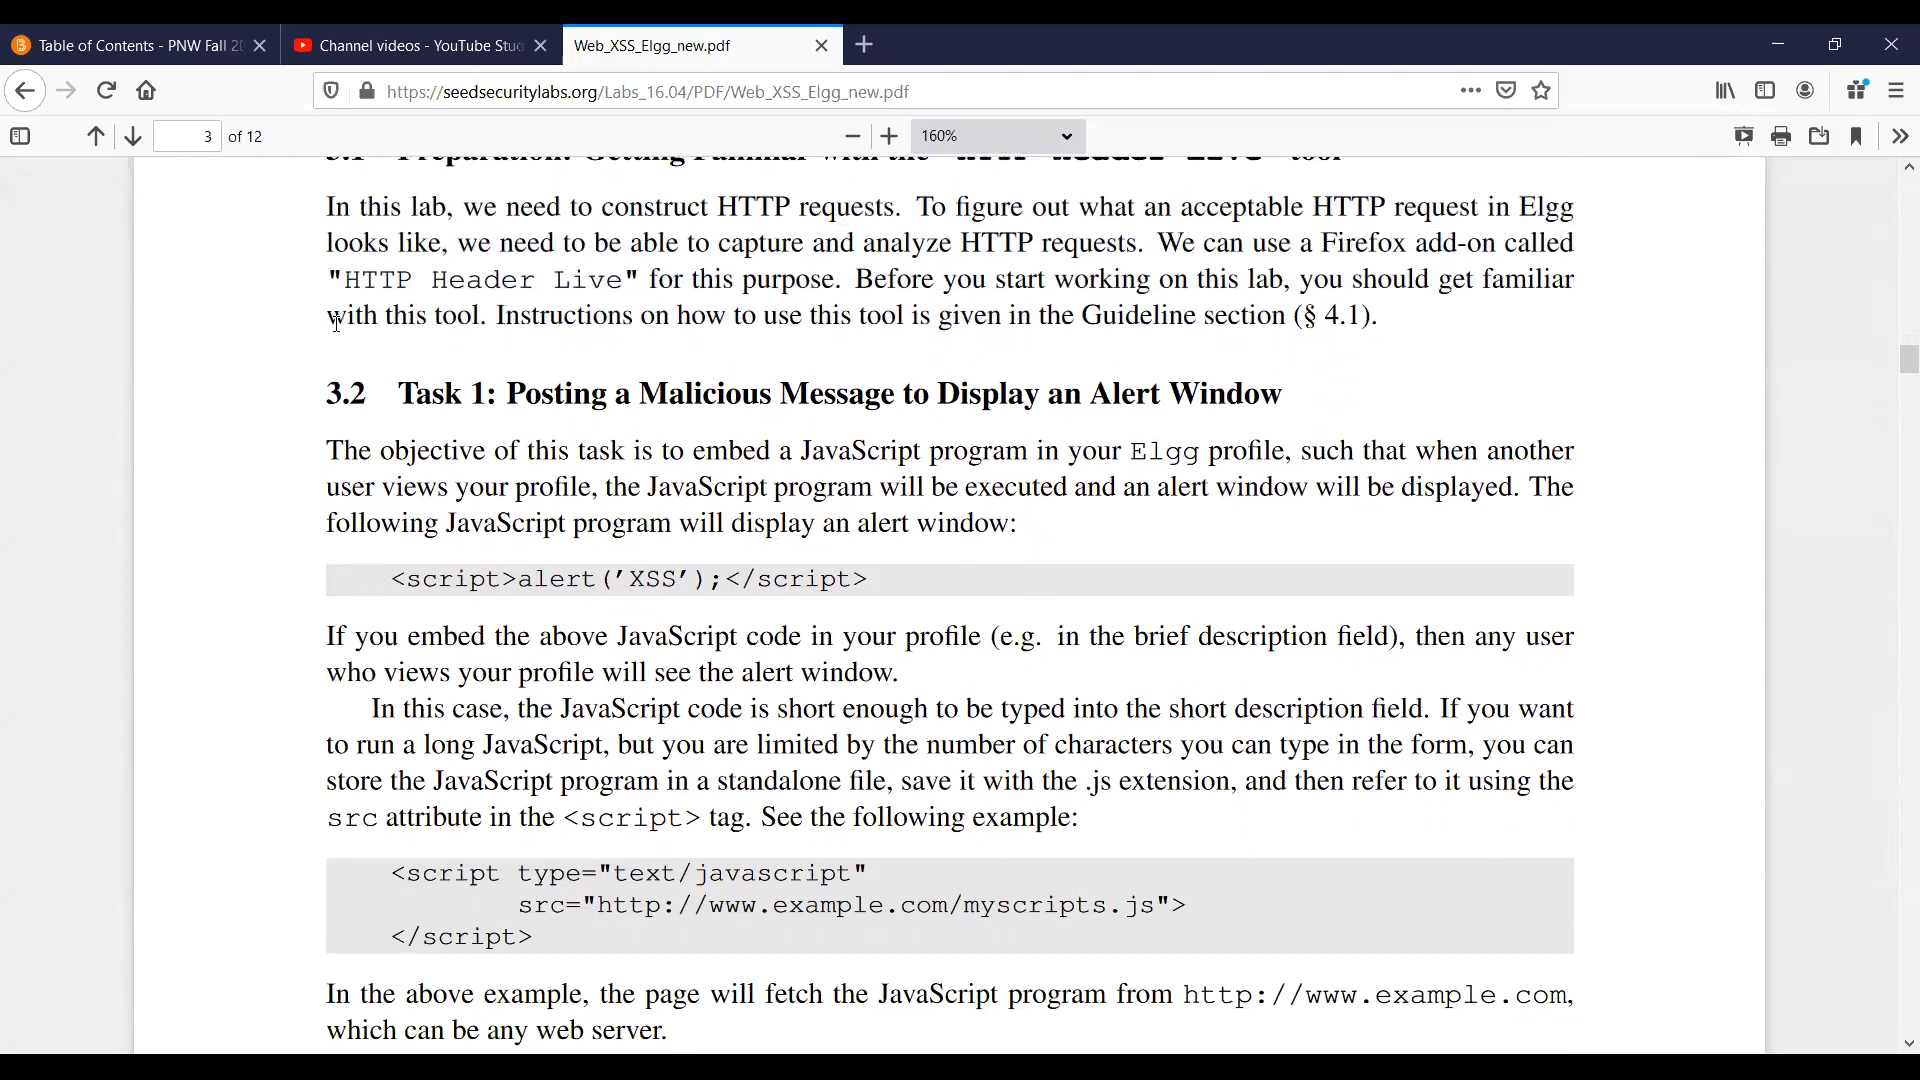 Table of Contents - PNW Fall 20
Channel videos - YouTube Stu
Web_XSS_Elgg_new.pdf
https://seedsecuritylabs.org/Labs_16.04/PDF/Web_XSS_Elgg_new.pdf
3 of 12
160%
3.1 Preparation: Getting Familiar with the "HTTP Header Live" tool
In this lab, we need to construct HTTP requests. To figure out what an acceptable HTTP request in Elgg
looks like, we need to be able to capture and analyze HTTP requests. We can use a Firefox add-on called
"HTTP Header Live" for this purpose. Before you start working on this lab, you should get familiar
with this tool. Instructions on how to use this tool is given in the Guideline section (§ 4.1).
3.2 Task 1: Posting a Malicious Message to Display an Alert Window
The objective of this task is to embed a JavaScript program in your Elgg profile, such that when another
user views your profile, the JavaScript program will be executed and an alert window will be displayed. The
following JavaScript program will display an alert window:
<script>alert('XSS');</script>
If you embed the above JavaScript code in your profile (e.g. in the brief description field), then any user
who views your profile will see the alert window.
In this case, the JavaScript code is short enough to be typed into the short description field. If you want
to run a long JavaScript, but you are limited by the number of characters you can type in the form, you can
store the JavaScript program in a standalone file, save it with the .js extension, and then refer to it using the
src attribute in the <script> tag. See the following example:
<script type="text/javascript"
src="http://www.example.com/myscripts.js">
</script>
In the above example, the page will fetch the JavaScript program from http://www.example.com,
which can be any web server.